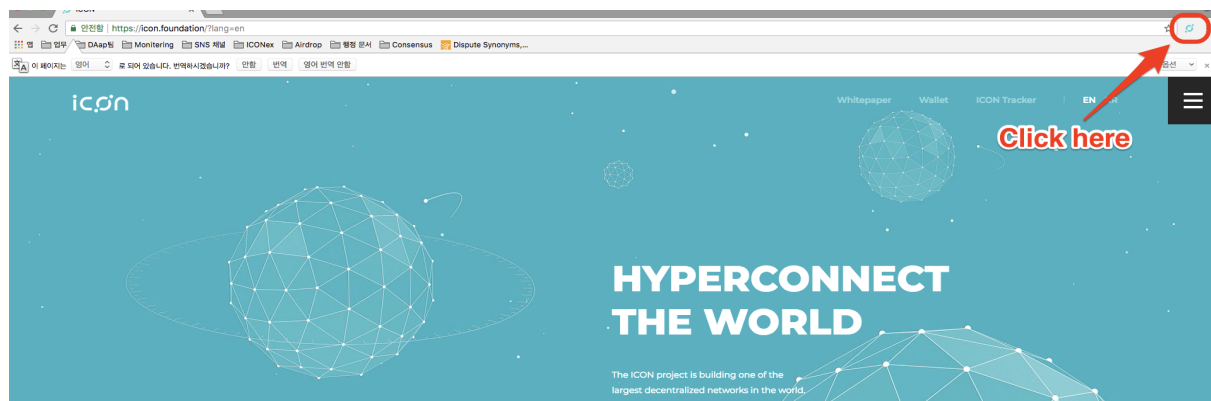 안전함 | https://icon.foundation/?lang=en
앱 업무 DAap팀 Monitering SNS 채널 ICONex Airdrop 행정 문서 Consensus Dispute Synonyms,...
이 페이지는 영어 로 되어 있습니다. 번역하시겠습니까? 안함 번역 영어 번역 안함 옵션
icon
Whitepaper Wallet ICON Tracker EN
Click here
HYPERCONNECT
THE WORLD
The ICON project is building one of the
largest decentralized networks in the world.